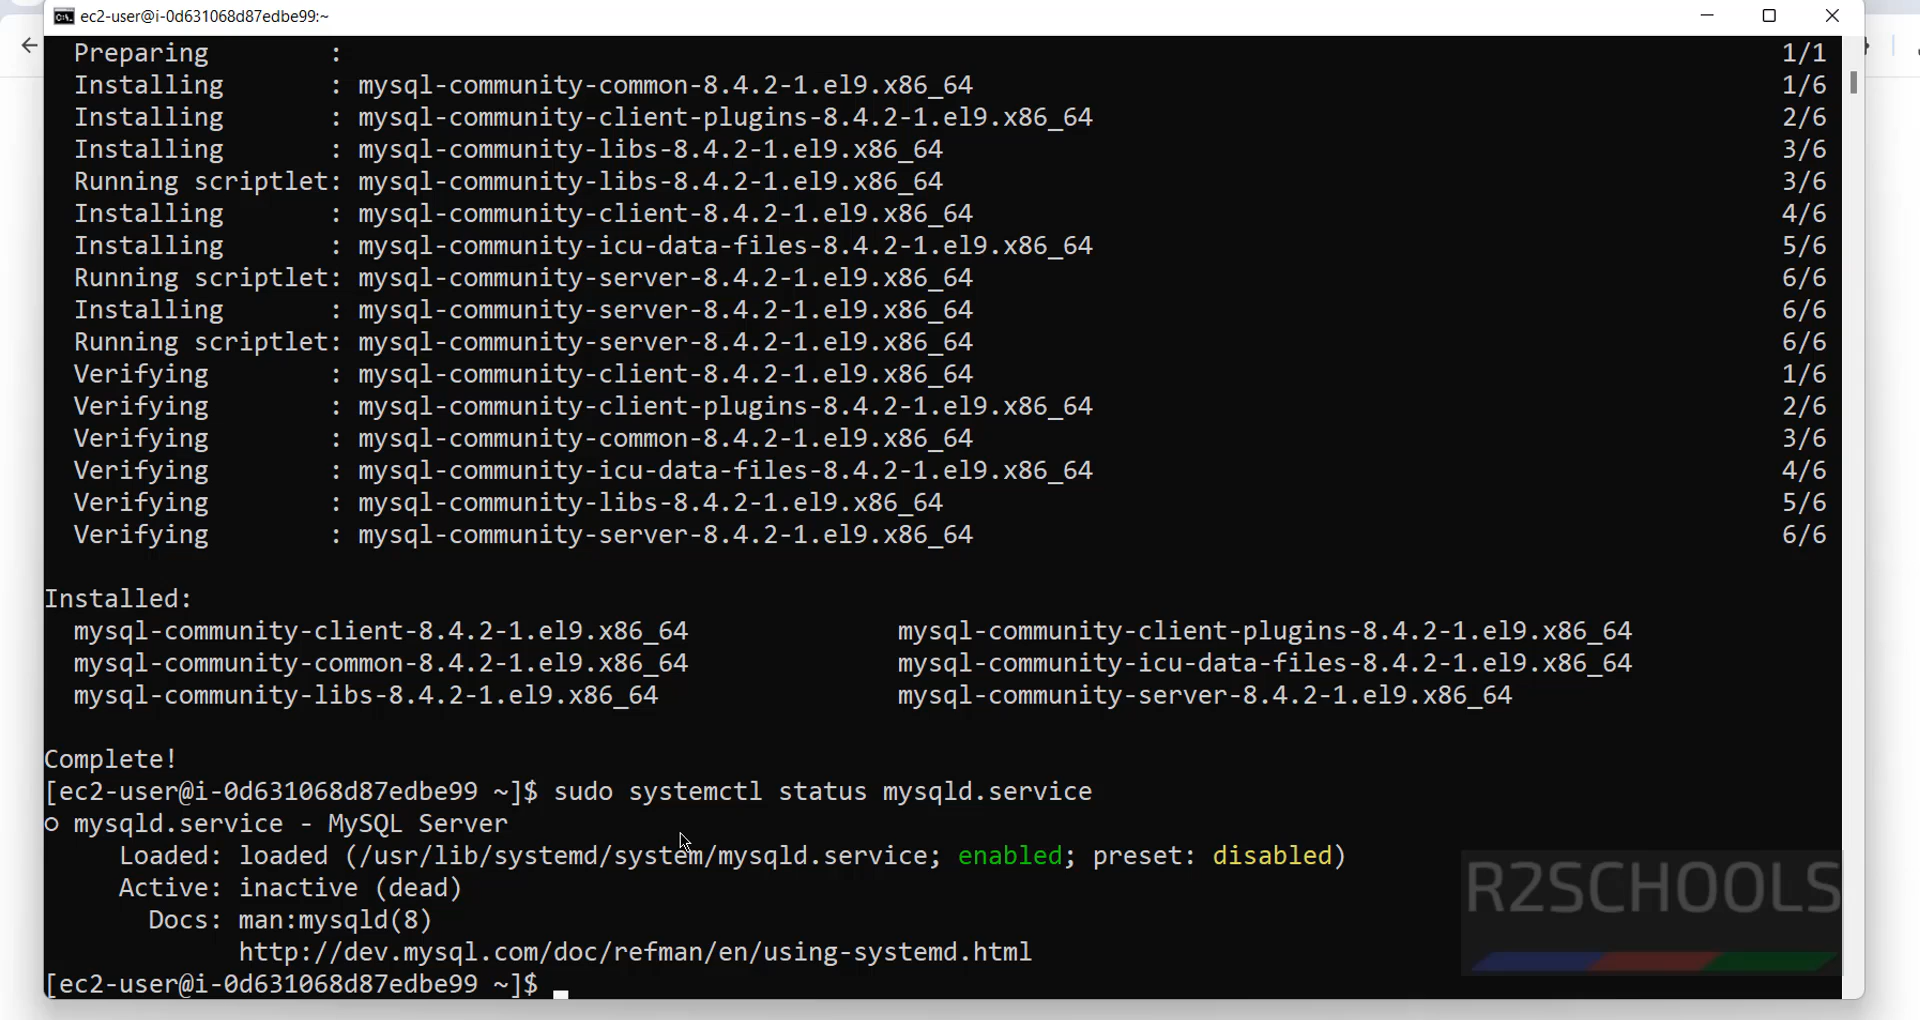 ec2-user@i-0d631068d87edbe99:~
Preparing : 1/1
Installing : mysql-community-common-8.4.2-1.el9.x86_64 1/6
Installing : mysql-community-client-plugins-8.4.2-1.el9.x86_64 2/6
Installing : mysql-community-libs-8.4.2-1.el9.x86_64 3/6
Running scriptlet: mysql-community-libs-8.4.2-1.el9.x86_64 3/6
Installing : mysql-community-client-8.4.2-1.el9.x86_64 4/6
Installing : mysql-community-icu-data-files-8.4.2-1.el9.x86_64 5/6
Running scriptlet: mysql-community-server-8.4.2-1.el9.x86_64 6/6
Installing : mysql-community-server-8.4.2-1.el9.x86_64 6/6
Running scriptlet: mysql-community-server-8.4.2-1.el9.x86_64 6/6
Verifying : mysql-community-client-8.4.2-1.el9.x86_64 1/6
Verifying : mysql-community-client-plugins-8.4.2-1.el9.x86_64 2/6
Verifying : mysql-community-common-8.4.2-1.el9.x86_64 3/6
Verifying : mysql-community-icu-data-files-8.4.2-1.el9.x86_64 4/6
Verifying : mysql-community-libs-8.4.2-1.el9.x86_64 5/6
Verifying : mysql-community-server-8.4.2-1.el9.x86_64 6/6
Installed:
mysql-community-client-8.4.2-1.el9.x86_64 mysql-community-client-plugins-8.4.2-1.el9.x86_64
mysql-community-common-8.4.2-1.el9.x86_64 mysql-community-icu-data-files-8.4.2-1.el9.x86_64
mysql-community-libs-8.4.2-1.el9.x86_64 mysql-community-server-8.4.2-1.el9.x86_64
Complete!
[ec2-user@i-0d631068d87edbe99 ~]$ sudo systemctl status mysqld.service
○ mysqld.service - MySQL Server
Loaded: loaded (/usr/lib/systemd/system/mysqld.service; enabled; preset: disabled)
Active: inactive (dead)
Docs: man:mysqld(8)
http://dev.mysql.com/doc/refman/en/using-systemd.html
[ec2-user@i-0d631068d87edbe99 ~]$
R2SCHOOLS